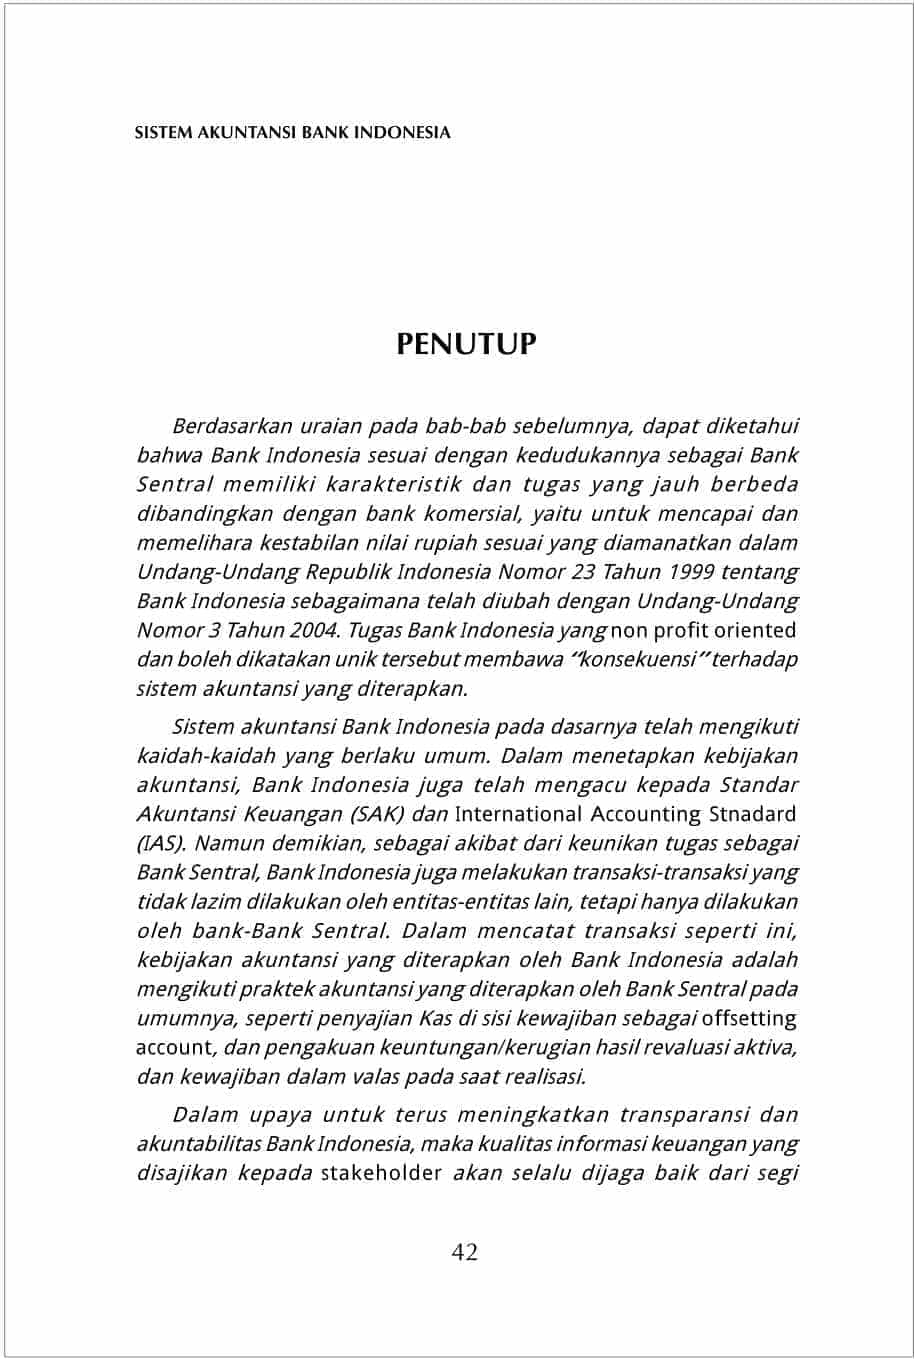 SISTEM AKUNTANSI BANK INDONESIA
PENUTUP
Berdasarkan uraian pada bab-bab sebelumnya, dapat diketahui
bahwa Bank Indonesia sesuai dengan kedudukannya sebagai Bank
Sentral memiliki karakteristik dan tugas yang jauh berbeda
dibandingkan dengan bank komersial, yaitu untuk mencapai dan
memelihara kestabilan nilai rupiah sesuai yang diamanatkan dalam
Undang-Undang Republik Indonesia Nomor 23 Tahun 1999 tentang
Bank Indonesia sebagaimana telah diubah dengan Undang-Undang
Nomor 3 Tahun 2004. Tugas Bank Indonesia yang non profit oriented
dan boleh dikatakan unik tersebut membawa “konsekuensi” terhadap
sistem akuntansi yang diterapkan.
Sistem akuntansi Bank Indonesia pada dasarnya telah mengikuti
kaidah-kaidah yang berlaku umum. Dalam menetapkan kebijakan
akuntansi, Bank Indonesia juga telah mengacu kepada Standar
Akuntansi Keuangan (SAK) dan International Accounting Stnadard
(IAS). Namun demikian, sebagai akibat dari keunikan tugas sebagai
Bank Sentral, Bank Indonesia juga melakukan transaksi-transaksi yang
tidak lazim dilakukan oleh entitas-entitas lain, tetapi hanya dilakukan
oleh bank-Bank Sentral. Dalam mencatat transaksi seperti ini,
kebijakan akuntansi yang diterapkan oleh Bank Indonesia adalah
mengikuti praktek akuntansi yang diterapkan oleh Bank Sentral pada
umumnya, seperti penyajian Kas di sisi kewajiban sebagai offsetting
account, dan pengakuan keuntungan/kerugian hasil revaluasi aktiva,
dan kewajiban dalam valas pada saat realisasi.
Dalam upaya untuk terus meningkatkan transparansi dan
akuntabilitas Bank Indonesia, maka kualitas informasi keuangan yang
disajikan kepada stakeholder akan selalu dijaga baik dari segi
42